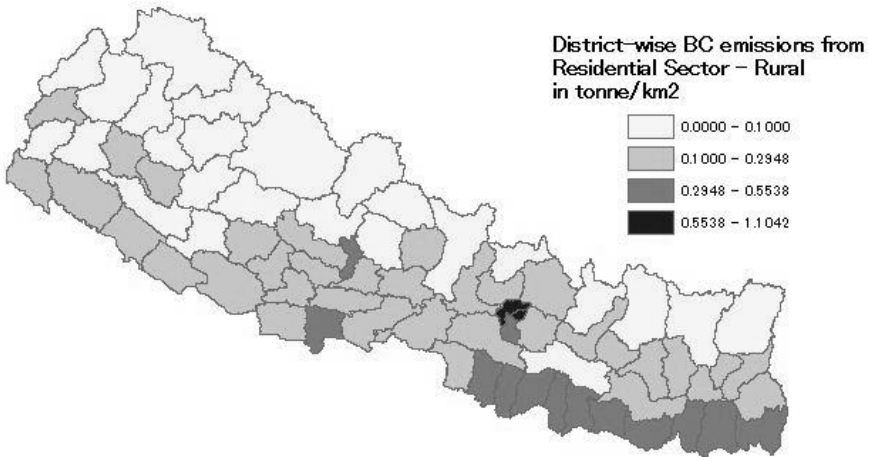 District-wise BC emissions from
Residential Sector - Rural
in tonne/km2
0.0000 - 0.1000
0.1000 - 0.2948
0.2948 - 0.5538
0.5538 - 1.1042